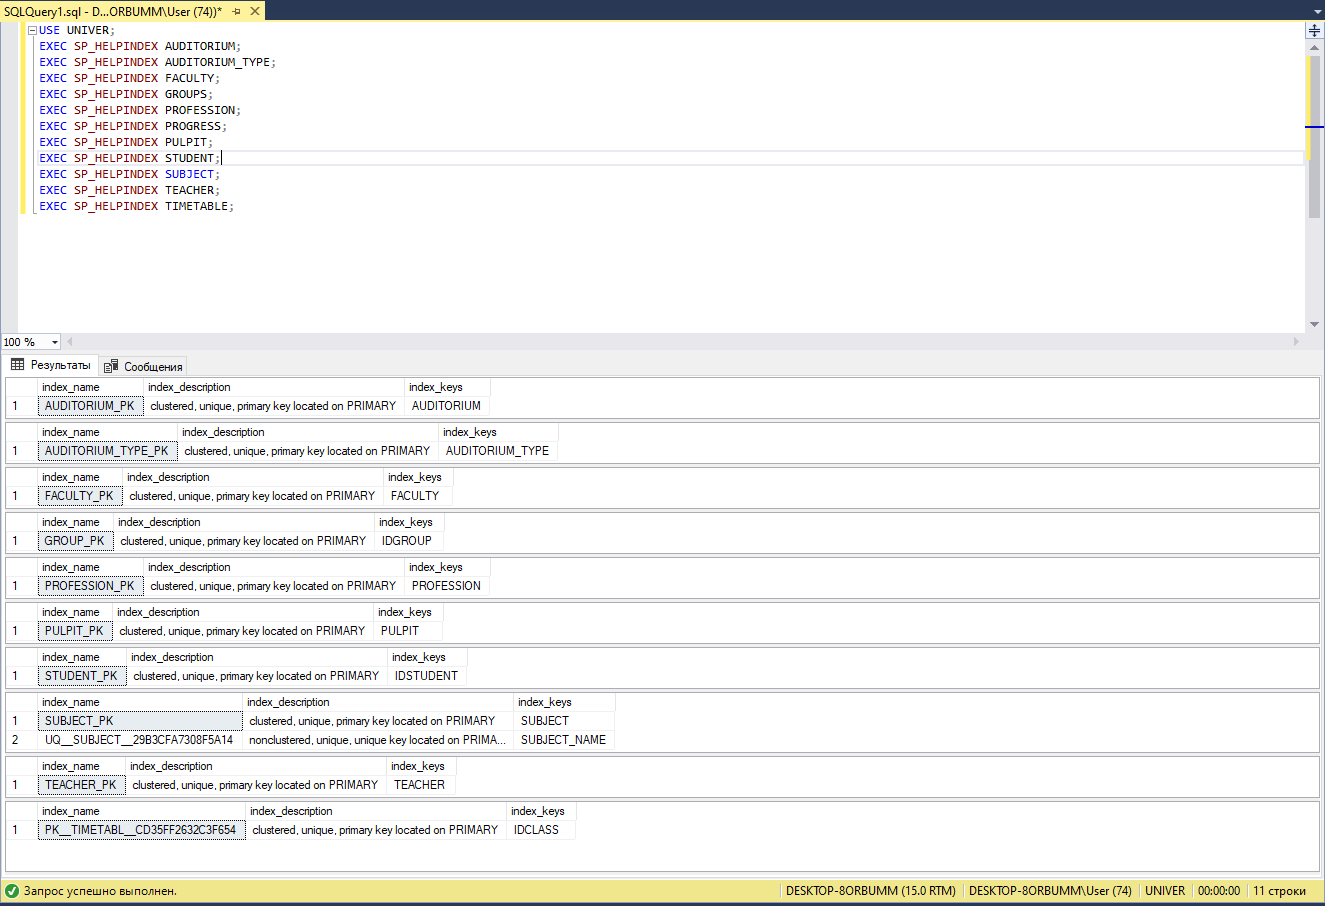 SQLQuery1.sql - D...ORBUMM\User (74))*
USE UNIVER;
EXEC SP_HELPINDEX AUDITORIUM;
EXEC SP_HELPINDEX AUDITORIUM_TYPE;
EXEC SP_HELPINDEX FACULTY;
EXEC SP_HELPINDEX GROUPS;
EXEC SP_HELPINDEX PROFESSION;
EXEC SP_HELPINDEX PROGRESS;
EXEC SP_HELPINDEX PULPIT;
EXEC SP_HELPINDEX STUDENT;
EXEC SP_HELPINDEX SUBJECT;
EXEC SP_HELPINDEX TEACHER;
EXEC SP_HELPINDEX TIMETABLE;
100 %
Результаты Сообщения
index_name index_description index_keys
1 AUDITORIUM_PK clustered, unique, primary key located on PRIMARY AUDITORIUM
index_name index_description index_keys
1 AUDITORIUM_TYPE_PK clustered, unique, primary key located on PRIMARY AUDITORIUM_TYPE
index_name index_description index_keys
1 FACULTY_PK clustered, unique, primary key located on PRIMARY FACULTY
index_name index_description index_keys
1 GROUP_PK clustered, unique, primary key located on PRIMARY IDGROUP
index_name index_description index_keys
1 PROFESSION_PK clustered, unique, primary key located on PRIMARY PROFESSION
index_name index_description index_keys
1 PULPIT_PK clustered, unique, primary key located on PRIMARY PULPIT
index_name index_description index_keys
1 STUDENT_PK clustered, unique, primary key located on PRIMARY IDSTUDENT
index_name index_description index_keys
1 SUBJECT_PK clustered, unique, primary key located on PRIMARY SUBJECT
2 UQ__SUBJECT__29B3CFA7308F5A14 nonclustered, unique, unique key located on PRIMA... SUBJECT_NAME
index_name index_description index_keys
1 TEACHER_PK clustered, unique, primary key located on PRIMARY TEACHER
index_name index_description index_keys
1 PK__TIMETABL__CD35FF2632C3F654 clustered, unique, primary key located on PRIMARY IDCLASS
Запрос успешно выполнен. DESKTOP-8ORBUMM (15.0 RTM) DESKTOP-8ORBUMM\User (74) UNIVER 00:00:00 11 строки